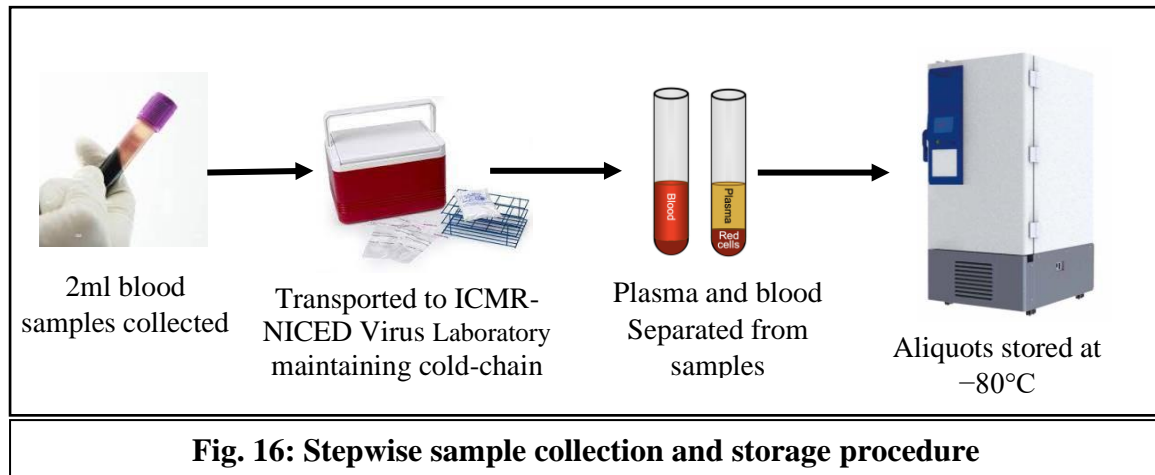 Blood
Plasma
Red
cells
2ml blood
samples collected
Transported to ICMR-
NICED Virus Laboratory
maintaining cold-chain
Plasma and blood
Separated from
samples
Aliquots stored at
−80°C
Fig. 16: Stepwise sample collection and storage procedure